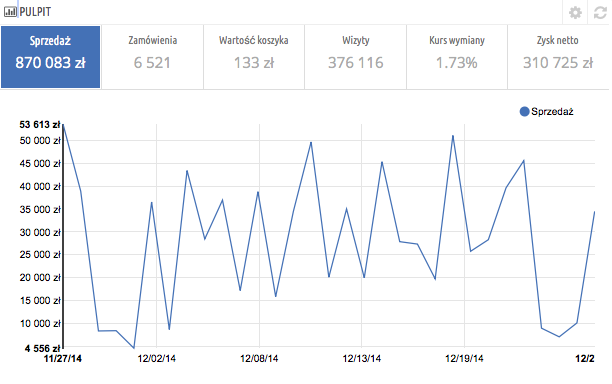 PULPIT
Sprzedaż Zamówienia Wartość koszyka Wizyty Kurs wymiany Zysk netto
870 083 zł 6 521 133 zł 376 116 1.73% 310 725 zł
Sprzedaż
53 613 zł
50 000 zł
45 000 zł
40 000 zł
35 000 zł
30 000 zł
25 000 zł
20 000 zł
15 000 zł
10 000 zł
4 556 zł
11/27/14 12/02/14 12/08/14 12/13/14 12/19/14 12/2